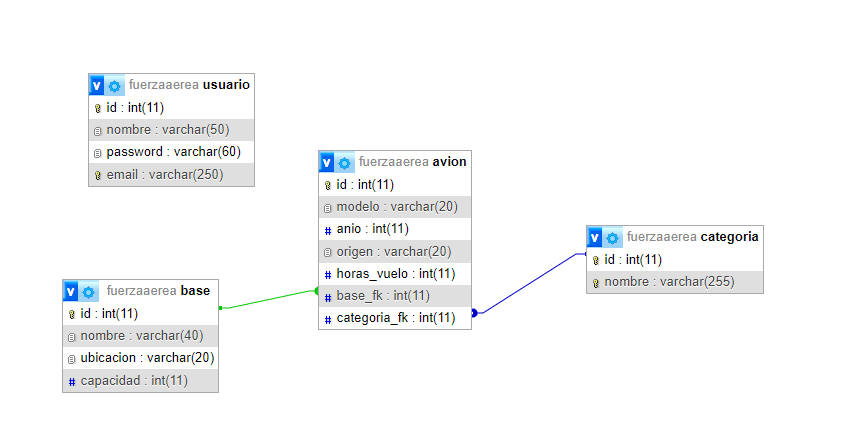 v fuerzaaerea usuario
id : int(11)
nombre : varchar(50)
password : varchar(60)
email : varchar(250)
v fuerzaaerea avion
id : int(11)
modelo : varchar(20)
# anio : int(11)
origen : varchar(20)
# horas_vuelo : int(11)
# base_fk : int(11)
# categoria_fk : int(11)
v fuerzaaerea categoria
id : int(11)
nombre : varchar(255)
v fuerzaaerea base
id : int(11)
nombre : varchar(40)
ubicacion : varchar(20)
# capacidad : int(11)